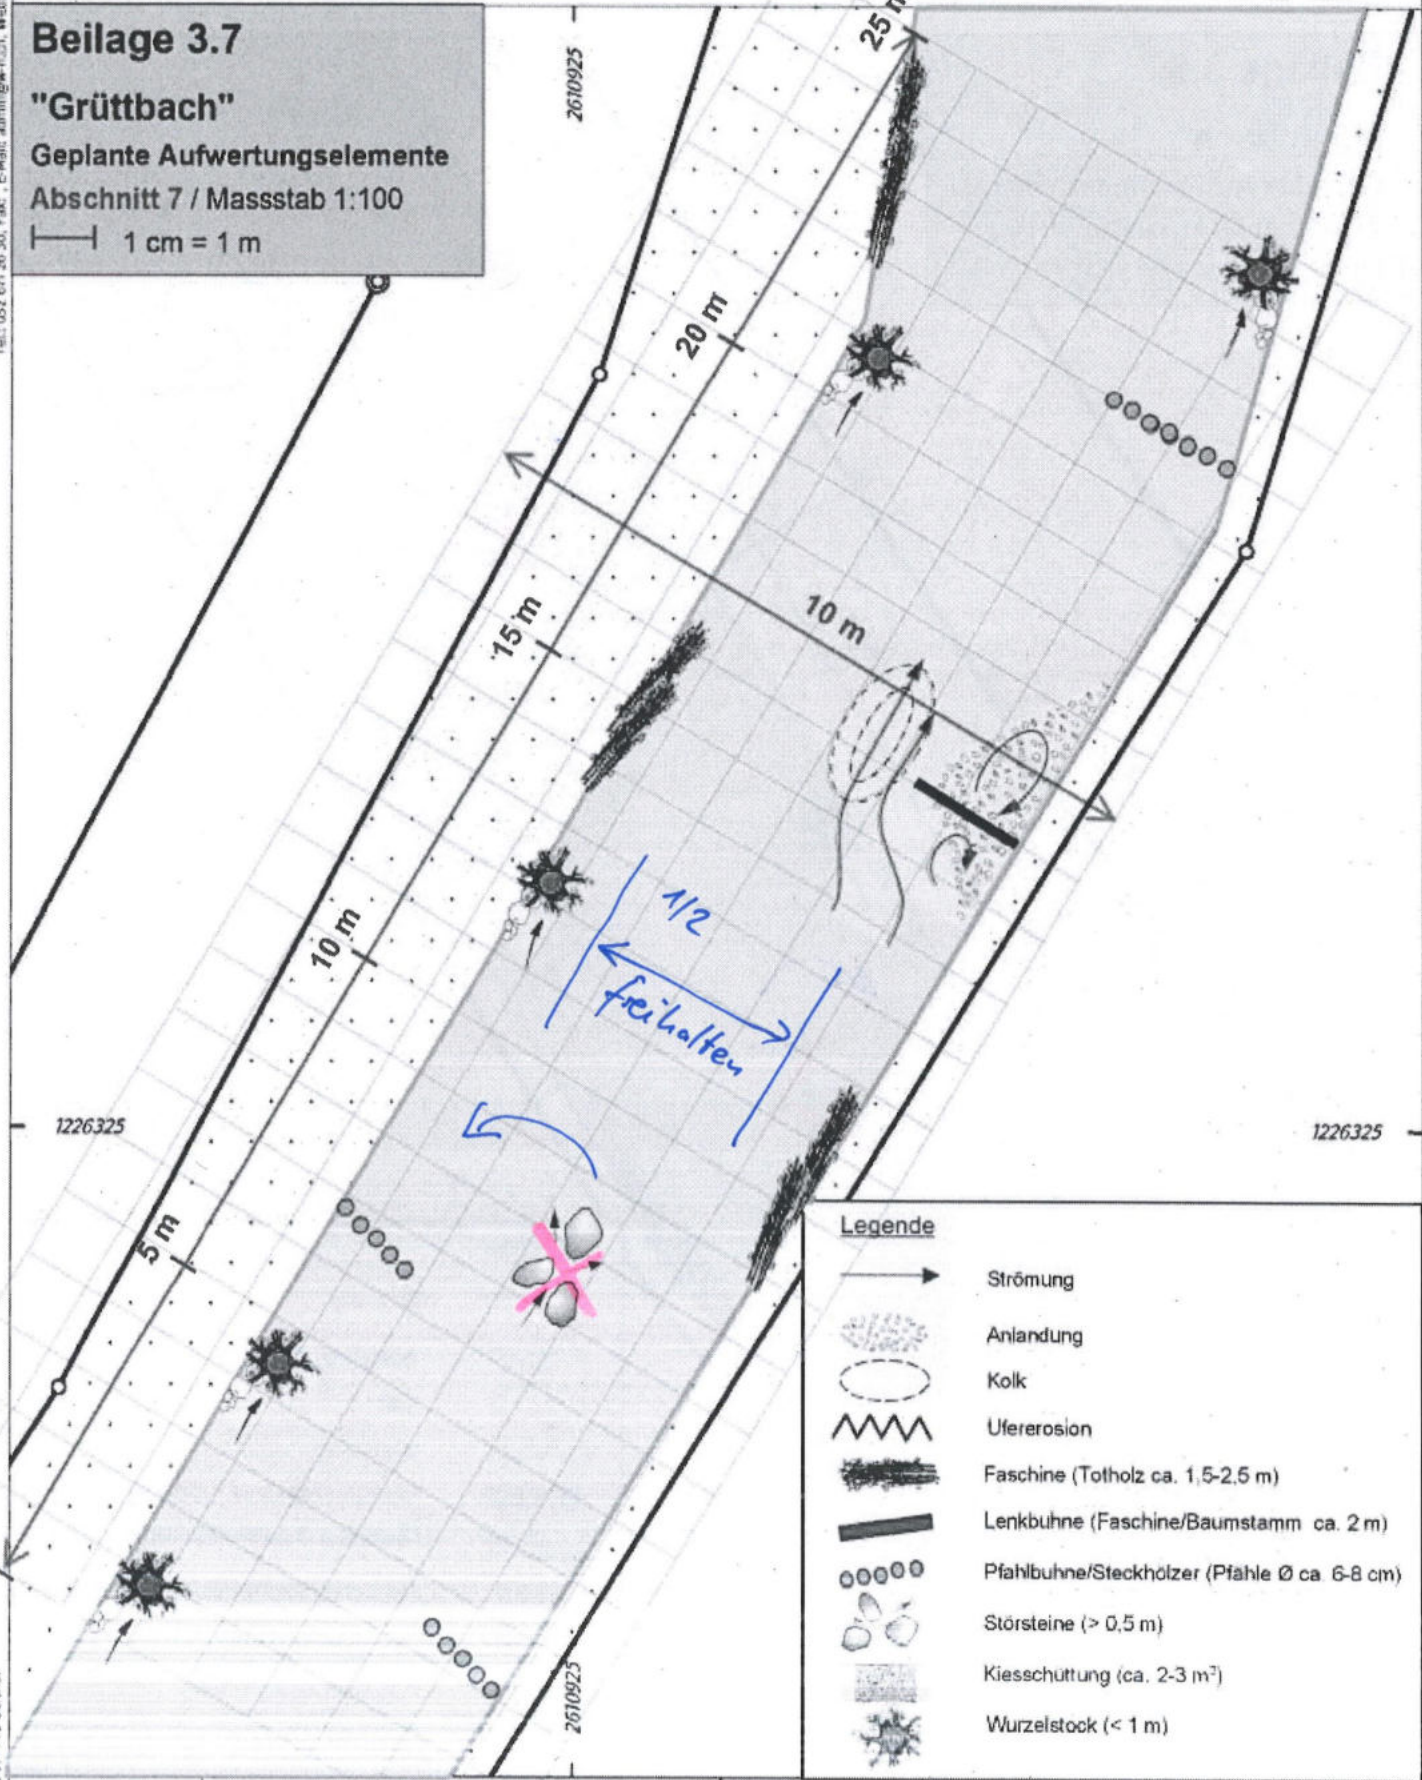 Beilage 3.7
"Grüttbach"
Geplante Aufwertungselemente
Abschnitt 7 / Massstab 1:100
1 cm = 1 m
2610925
25 m
20 m
10 m
15 m
1/2
freihalten
10 m
1226325
1226325
5 m
2610925
Legende
Strömung
Anlandung
Kolk
Ufererosion
Faschine (Totholz ca. 1,5-2,5 m)
Lenkbuhne (Faschine/Baumstamm ca. 2 m)
Pfahlbuhne/Steckhölzer (Pfähle Ø ca. 6-8 cm)
Störsteine (> 0,5 m)
Kiesschüttung (ca. 2-3 m³)
Wurzelstock (< 1 m)